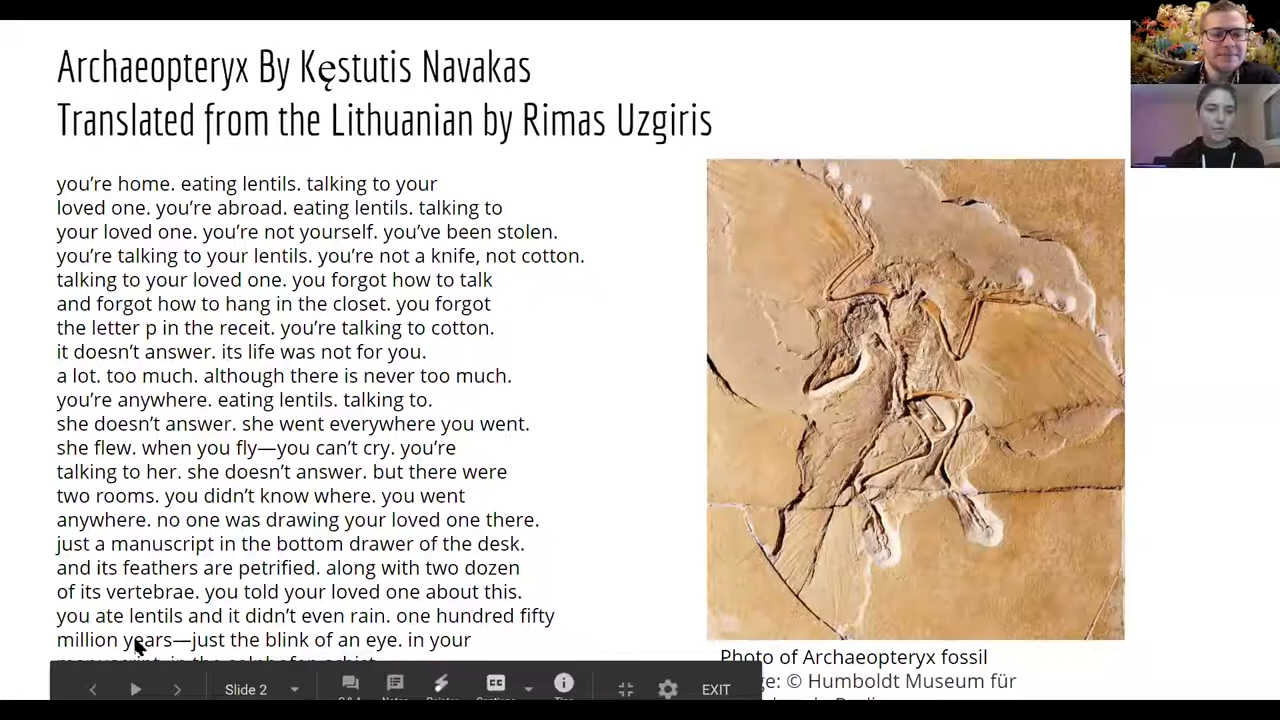 Archaeopteryx By Kęstutis Navakas
Translated from the Lithuanian by Rimas Uzgiris
you’re home. eating lentils. talking to your
loved one. you’re abroad. eating lentils. talking to
your loved one. you’re not yourself. you’ve been stolen.
you’re talking to your lentils. you’re not a knife, not cotton.
talking to your loved one. you forgot how to talk
and forgot how to hang in the closet. you forgot
the letter p in the receit. you’re talking to cotton.
it doesn’t answer. its life was not for you.
a lot. too much. although there is never too much.
you’re anywhere. eating lentils. talking to.
she doesn’t answer. she went everywhere you went.
she flew. when you fly—you can’t cry. you’re
talking to her. she doesn’t answer. but there were
two rooms. you didn’t know where. you went
anywhere. no one was drawing your loved one there.
just a manuscript in the bottom drawer of the desk.
and its feathers are petrified. along with two dozen
of its vertebrae. you told your loved one about this.
you ate lentils and it didn’t even rain. one hundred fifty
million years—just the blink of an eye. in your
Photo of Archaeopteryx fossil
© Humboldt Museum für
Slide 2
EXIT